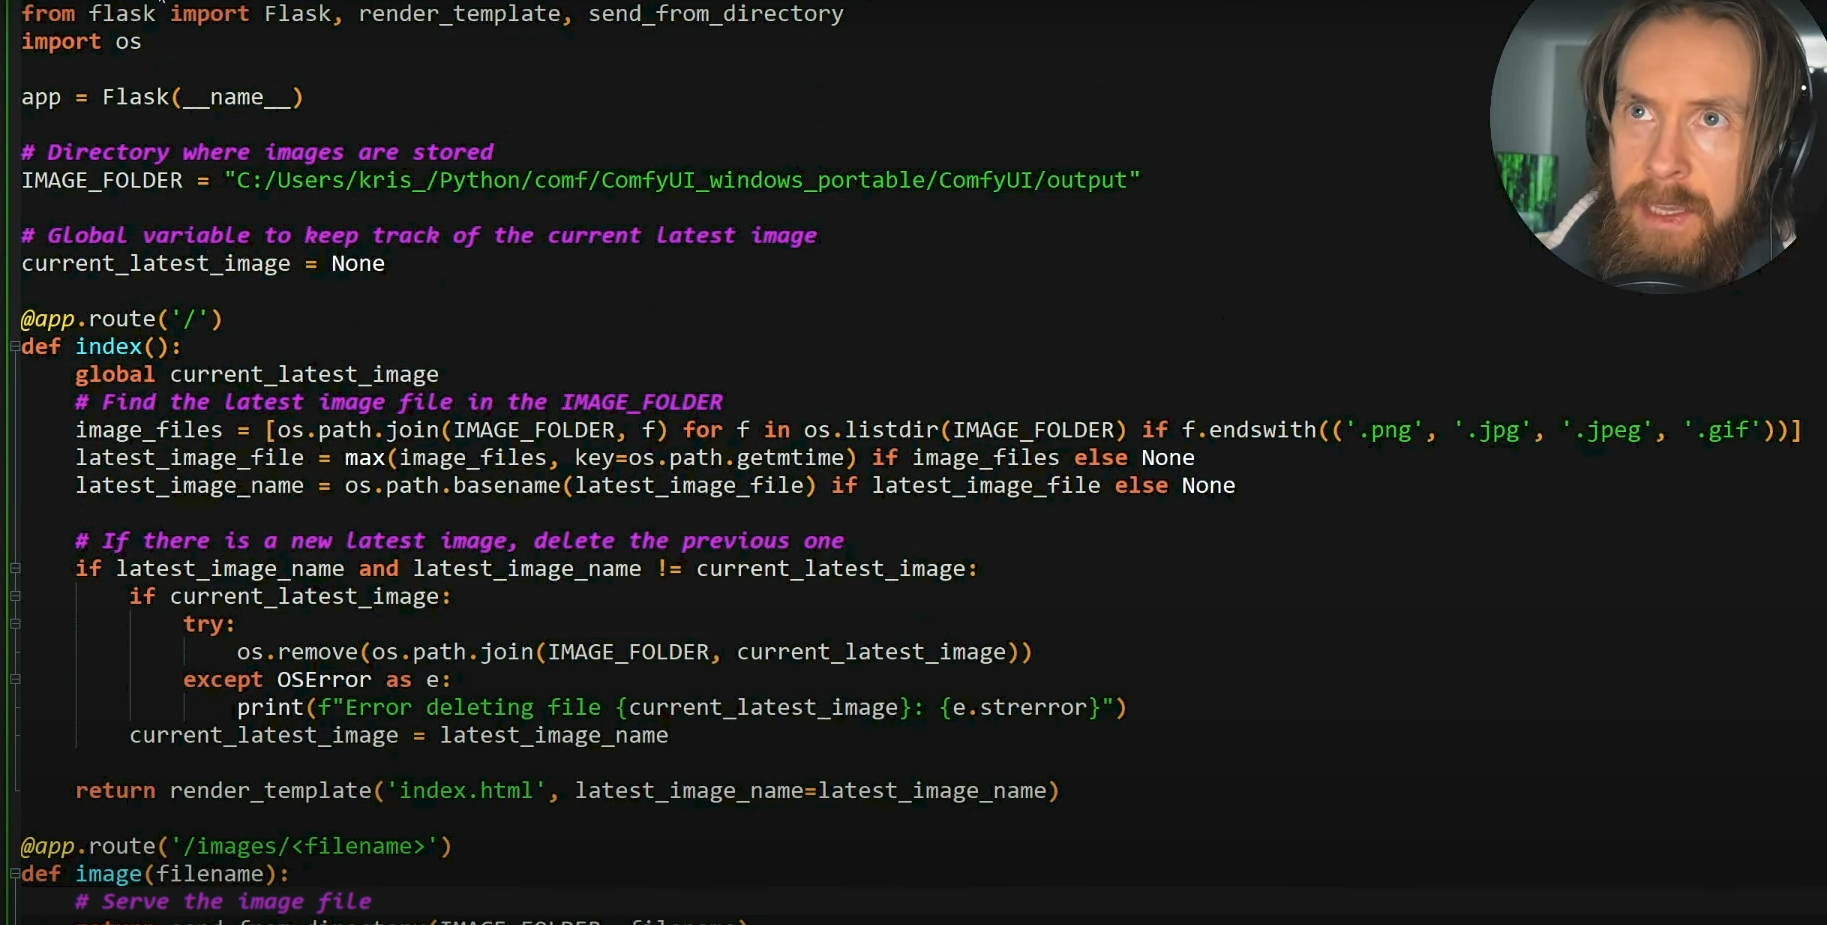 from flask import Flask, render_template, send_from_directory
import os
app = Flask(__name__)
# Directory where images are stored
IMAGE_FOLDER = "C:/Users/kris_/Python/comf/ComfyUI_windows_portable/ComfyUI/output"
# Global variable to keep track of the current latest image
current_latest_image = None
@app.route('/')
def index():
    global current_latest_image
    # Find the latest image file in the IMAGE_FOLDER
    image_files = [os.path.join(IMAGE_FOLDER, f) for f in os.listdir(IMAGE_FOLDER) if f.endswith(('.png', '.jpg', '.jpeg', '.gif'))]
    latest_image_file = max(image_files, key=os.path.getmtime) if image_files else None
    latest_image_name = os.path.basename(latest_image_file) if latest_image_file else None
    # If there is a new latest image, delete the previous one
    if latest_image_name and latest_image_name != current_latest_image:
        if current_latest_image:
            try:
                os.remove(os.path.join(IMAGE_FOLDER, current_latest_image))
            except OSError as e:
                print(f"Error deleting file {current_latest_image}: {e.strerror}")
        current_latest_image = latest_image_name
    return render_template('index.html', latest_image_name=latest_image_name)
@app.route('/images/<filename>')
def image(filename):
    # Serve the image file
    return send_from_directory(IMAGE_FOLDER, filename)